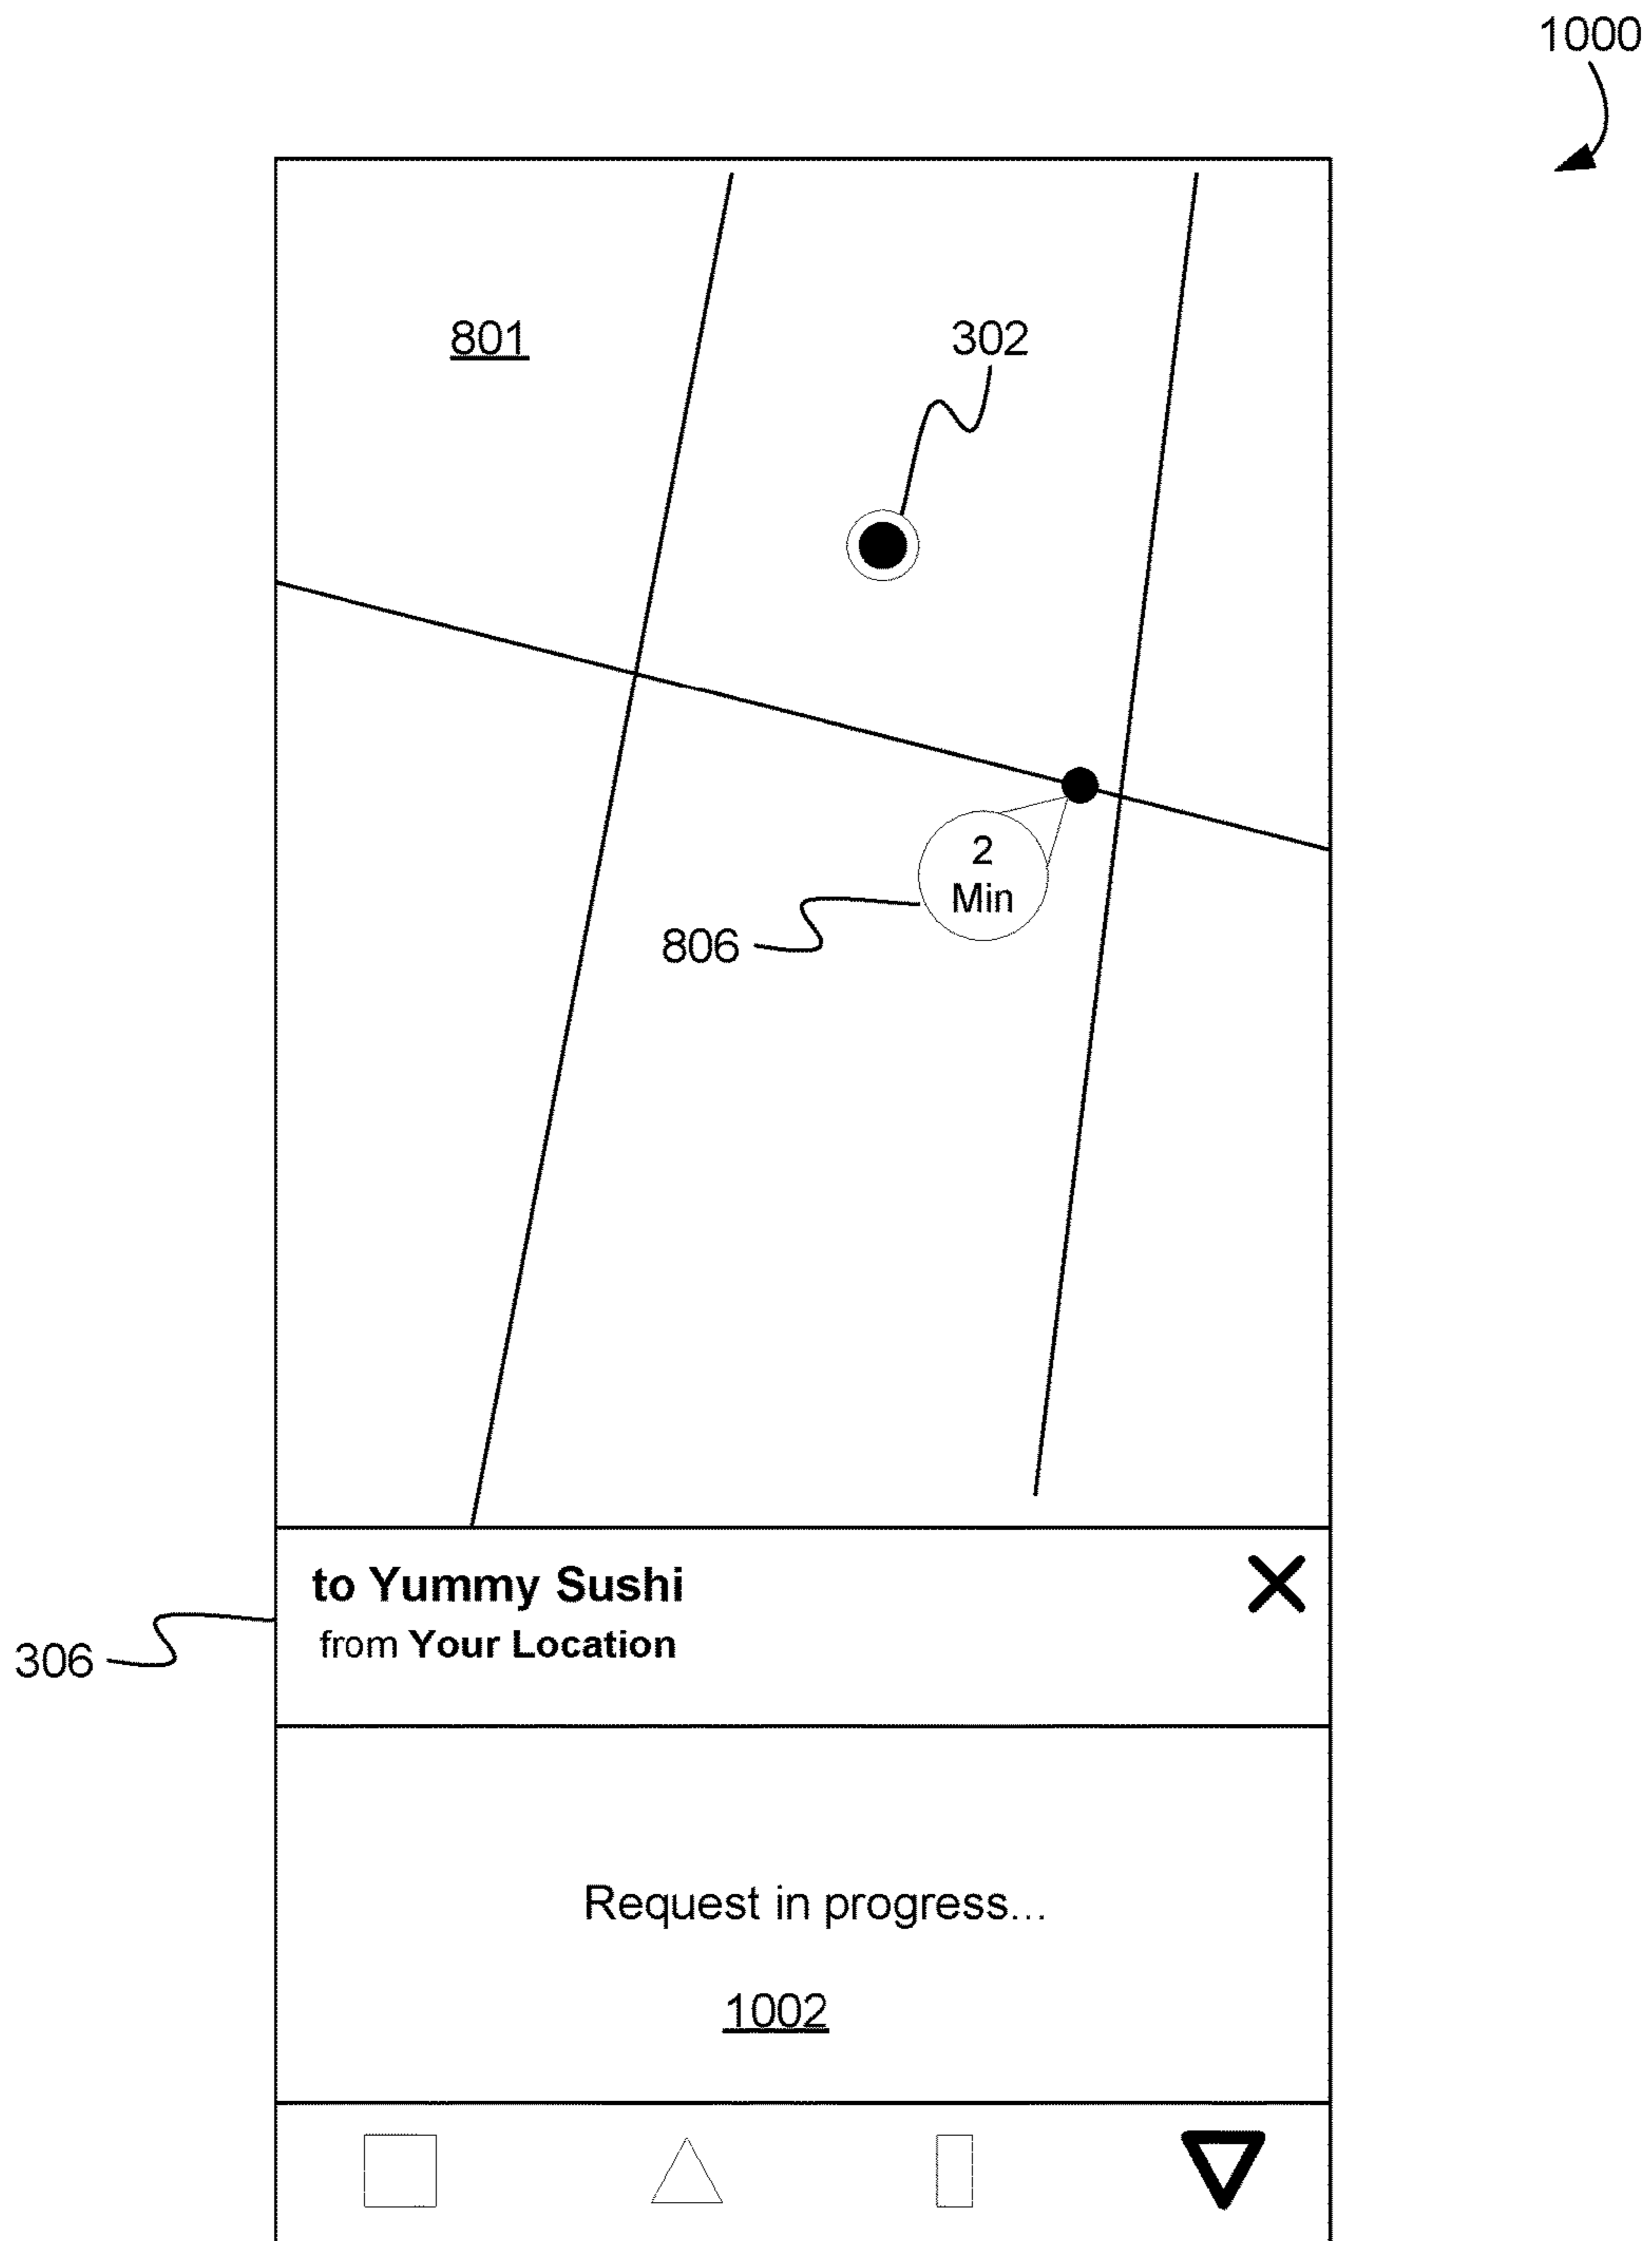 1000
801
302
2
Min
806
to Yummy Sushi
from Your Location
306
Request in progress...
1002